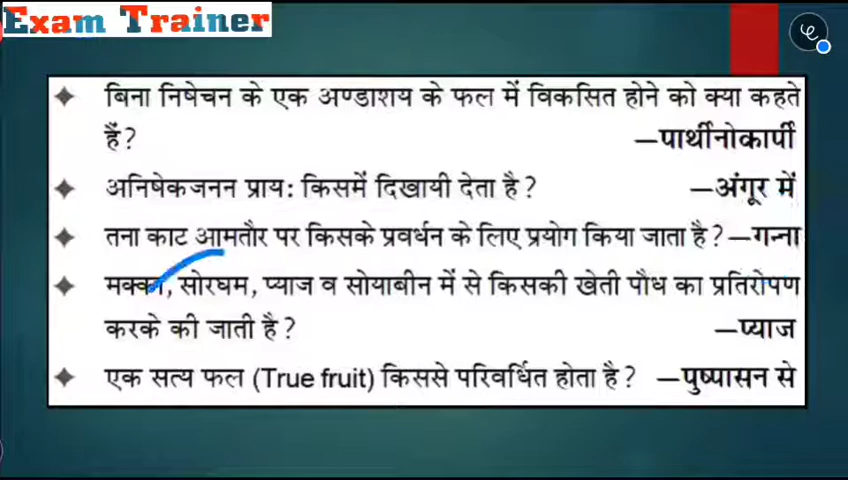 Exam Trainer
✦ बिना निषेचन के एक अण्डाशय के फल में विकसित होने को क्या कहते
हैं? —पार्थीनोकार्पी
✦ अनिषेकजनन प्राय: किसमें दिखायी देता है? —अंगूर में
✦ तना काट आमतौर पर किसके प्रवर्धन के लिए प्रयोग किया जाता है? —गन्ना
✦ मक्का, सोरघम, प्याज व सोयाबीन में से किसकी खेती पौध का प्रतिरोपण
करके की जाती है? —प्याज
✦ एक सत्य फल (True fruit) किससे परिवर्धित होता है? —पुष्पासन से